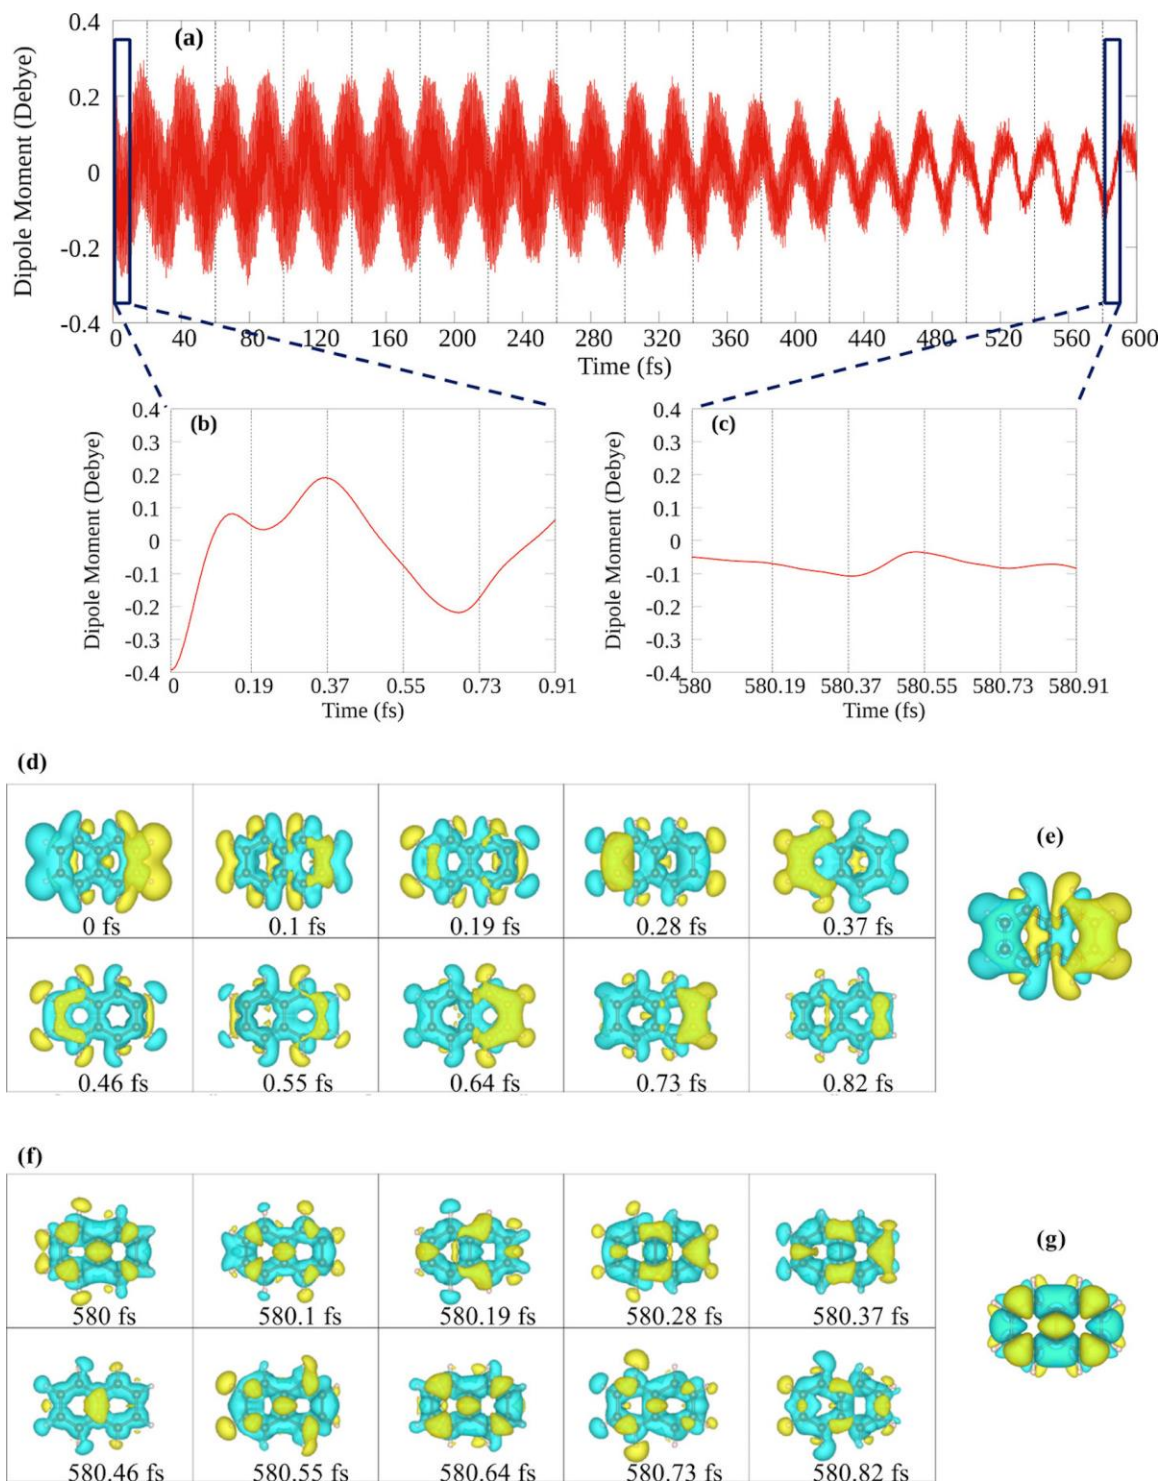 (a)
Dipole Moment (Debye)
0.4
0.2
0
-0.2
-0.4
0 40 80 120 160 200 240 280 320 360 400 440 480 520 560 600
Time (fs)
(b)
Dipole Moment (Debye)
0.4
0.3
0.2
0.1
0
-0.1
-0.2
-0.3
-0.4
0 0.19 0.37 0.55 0.73 0.91
Time (fs)
(c)
Dipole Moment (Debye)
0.4
0.3
0.2
0.1
0
-0.1
-0.2
-0.3
-0.4
580 580.19 580.37 580.55 580.73 580.91
Time (fs)
(d)
0 fs 0.1 fs 0.19 fs 0.28 fs 0.37 fs
0.46 fs 0.55 fs 0.64 fs 0.73 fs 0.82 fs
(e)
(f)
580 fs 580.1 fs 580.19 fs 580.28 fs 580.37 fs
580.46 fs 580.55 fs 580.64 fs 580.73 fs 580.82 fs
(g)